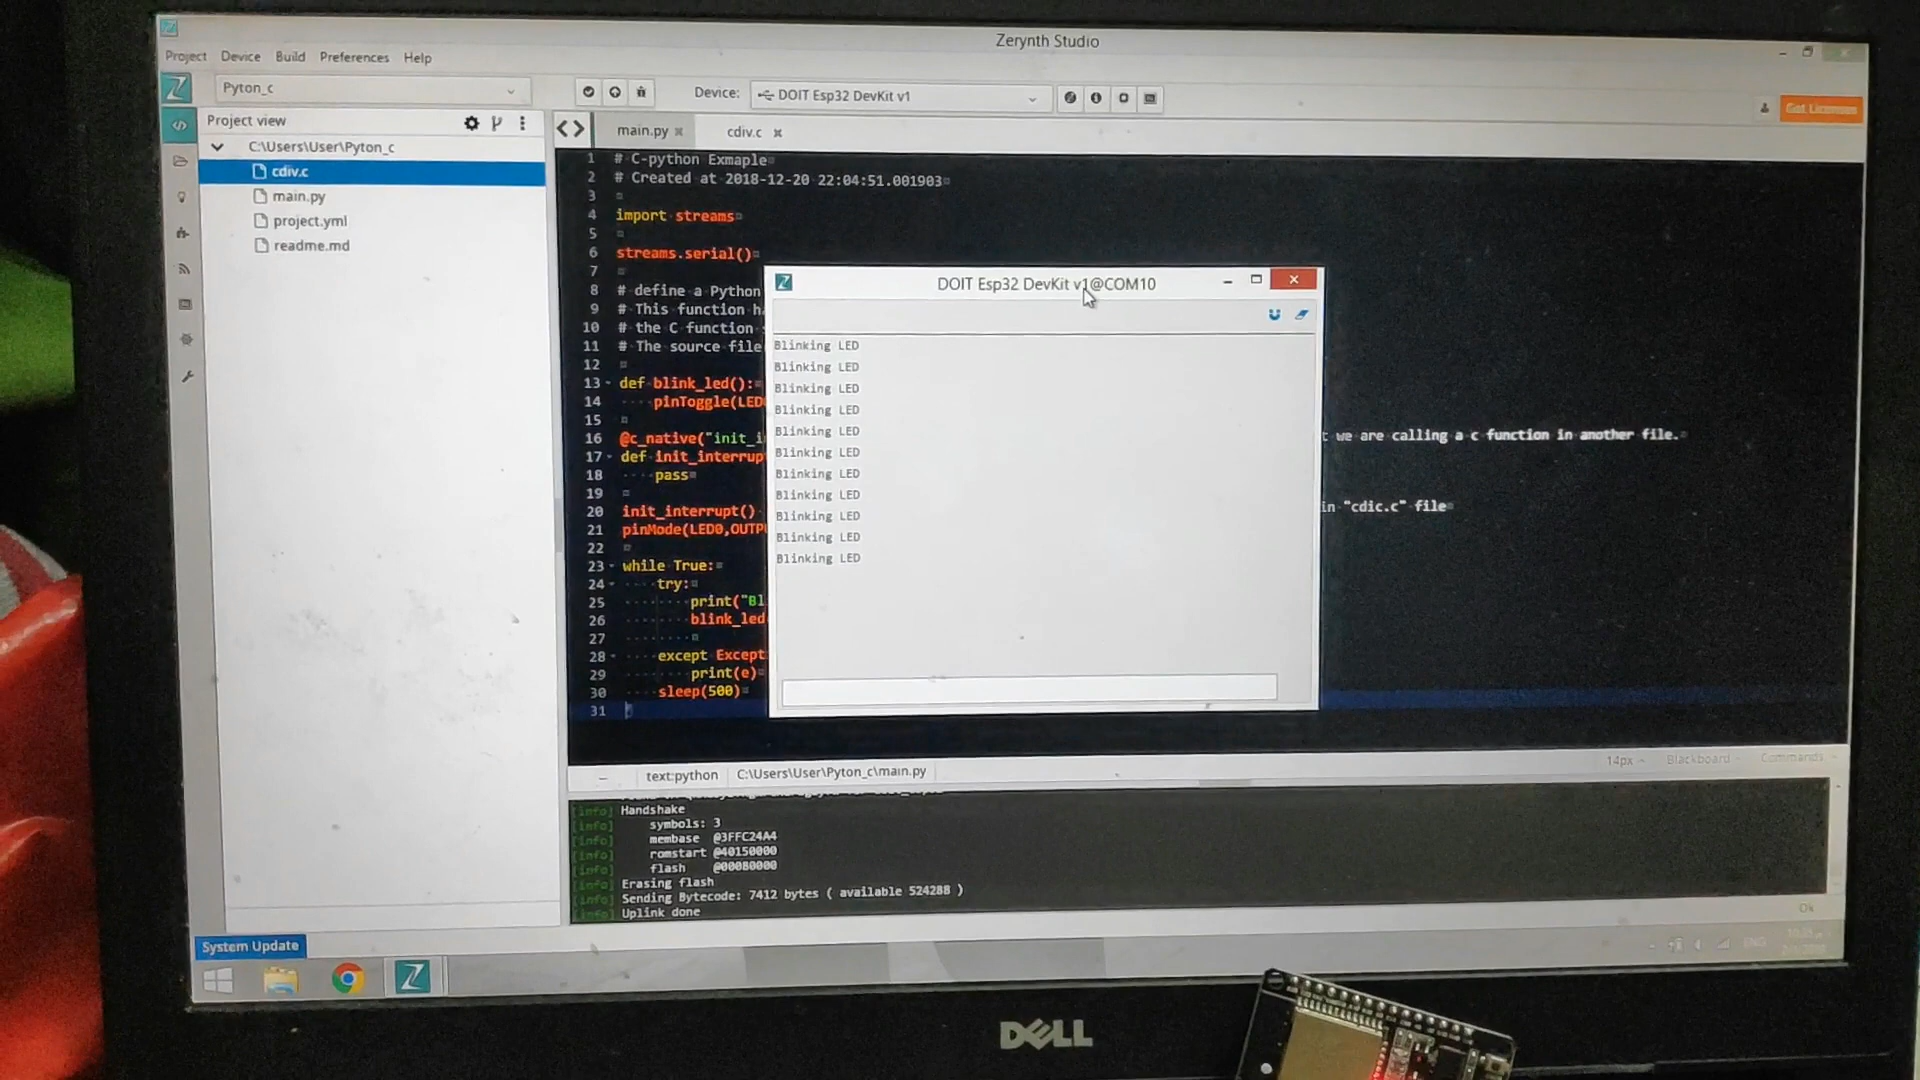 Zerynth Studio
Project Device Build Preferences Help
Pyton_c
Device: DOIT Esp32 DevKit v1
Get Licenses
Project view
C:\Users\User\Pyton_c
cdiv.c
main.py
project.yml
readme.md
main.py
cdiv.c
1 # C-python Exmaple
2 # Created at 2018-12-20 22:04:51.001903
3
4 import streams
5
6 streams.serial()
7
8 # define a Python
9 # This function
10 # the C function
11 # The source file
12
13 def blink_led():
14 pinToggle(LED
15
16 @c_native("init_i
t we are calling a c function in another file.
17 def init_interrup
18 pass
19
20 init_interrupt()
in "cdic.c" file
21 pinMode(LED0,OUTP
22
23 while True:
24 try:
25 print("Bl
26 blink_led
27
28 except Except
29 print(e)
30 sleep(500)
31
DOIT Esp32 DevKit v1@COM10
Blinking LED
Blinking LED
Blinking LED
Blinking LED
Blinking LED
Blinking LED
Blinking LED
Blinking LED
Blinking LED
Blinking LED
Blinking LED
text:python C:\Users\User\Pyton_c\main.py
14px Blackboard Commands
[info] Handshake
[info] symbols: 3
[info] membase @3FFC24A4
[info] romstart @40150000
[info] flash @000B0000
[info] Erasing flash
[info] Sending Bytecode: 7412 bytes ( available 524288 )
[info] Uplink done
Ok
System Update
ENG
DELL